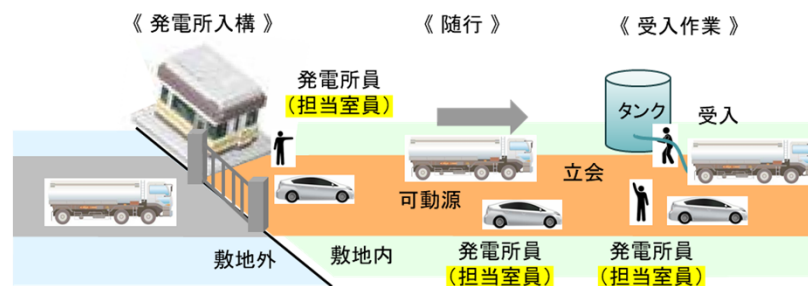 《 発電所入構 》
《 随行 》
《 受入作業 》
発電所員
(担当室員)
タンク
受入
立会
可動源
敷地外
敷地内
発電所員
(担当室員)
発電所員
(担当室員)